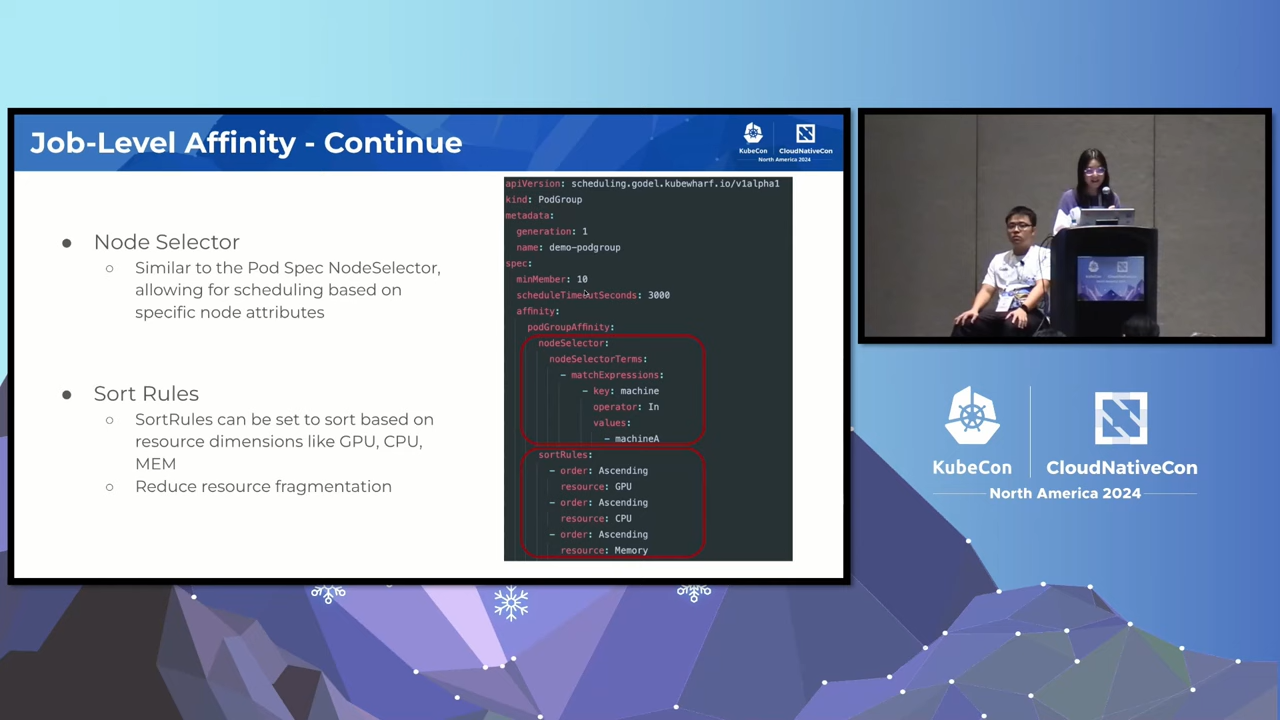 Job-Level Affinity - Continue
KubeCon
CloudNativeCon
North America 2024
● Node Selector
○ Similar to the Pod Spec NodeSelector,
allowing for scheduling based on
specific node attributes
● Sort Rules
○ SortRules can be set to sort based on
resource dimensions like GPU, CPU,
MEM
○ Reduce resource fragmentation
apiVersion: scheduling.godel.kubewharf.io/v1alpha1
kind: PodGroup
metadata:
generation: 1
name: demo-podgroup
spec:
minMember: 10
scheduleTimeoutSeconds: 3000
affinity:
podGroupAffinity:
nodeSelector:
nodeSelectorTerms:
- matchExpressions:
- key: machine
operator: In
values:
- machineA
sortRules:
- order: Ascending
resource: GPU
- order: Ascending
resource: CPU
- order: Ascending
resource: Memory
KubeCon
CloudNativeCon
North America 2024